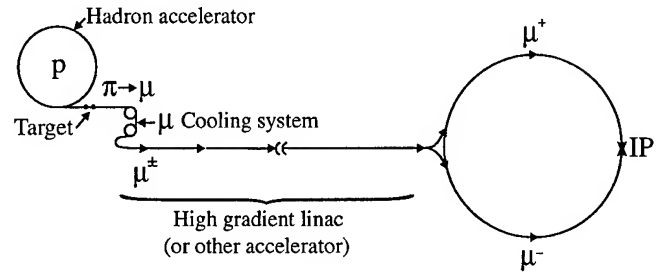 Hadron accelerator
p
π→μ
Target
μ Cooling system
μ±
High gradient linac
(or other accelerator)
μ+
IP
μ−